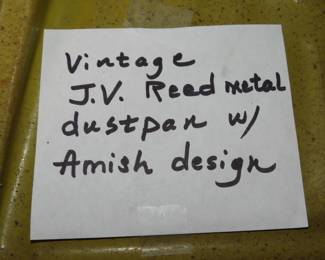 Vintage
J.V. Reed metal
dustpan w/
Amish design